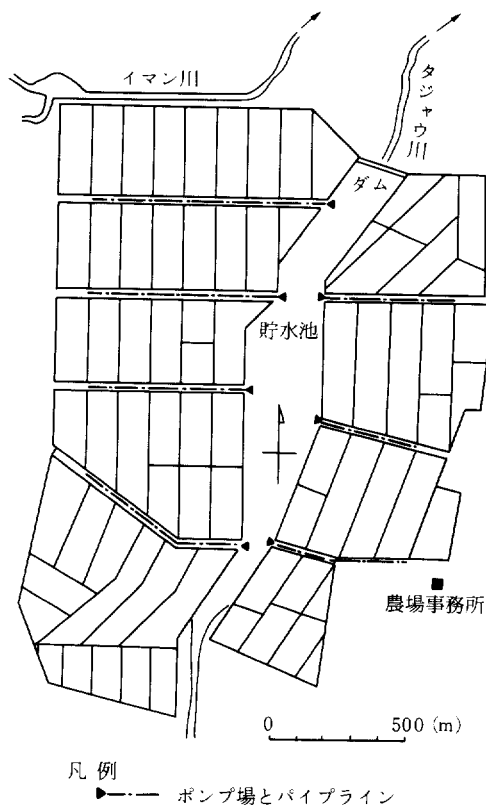 イマン川
タジャウ川
ダム
貯水池
農場事務所
0 500 (m)
凡例
ポンプ場とパイプライン